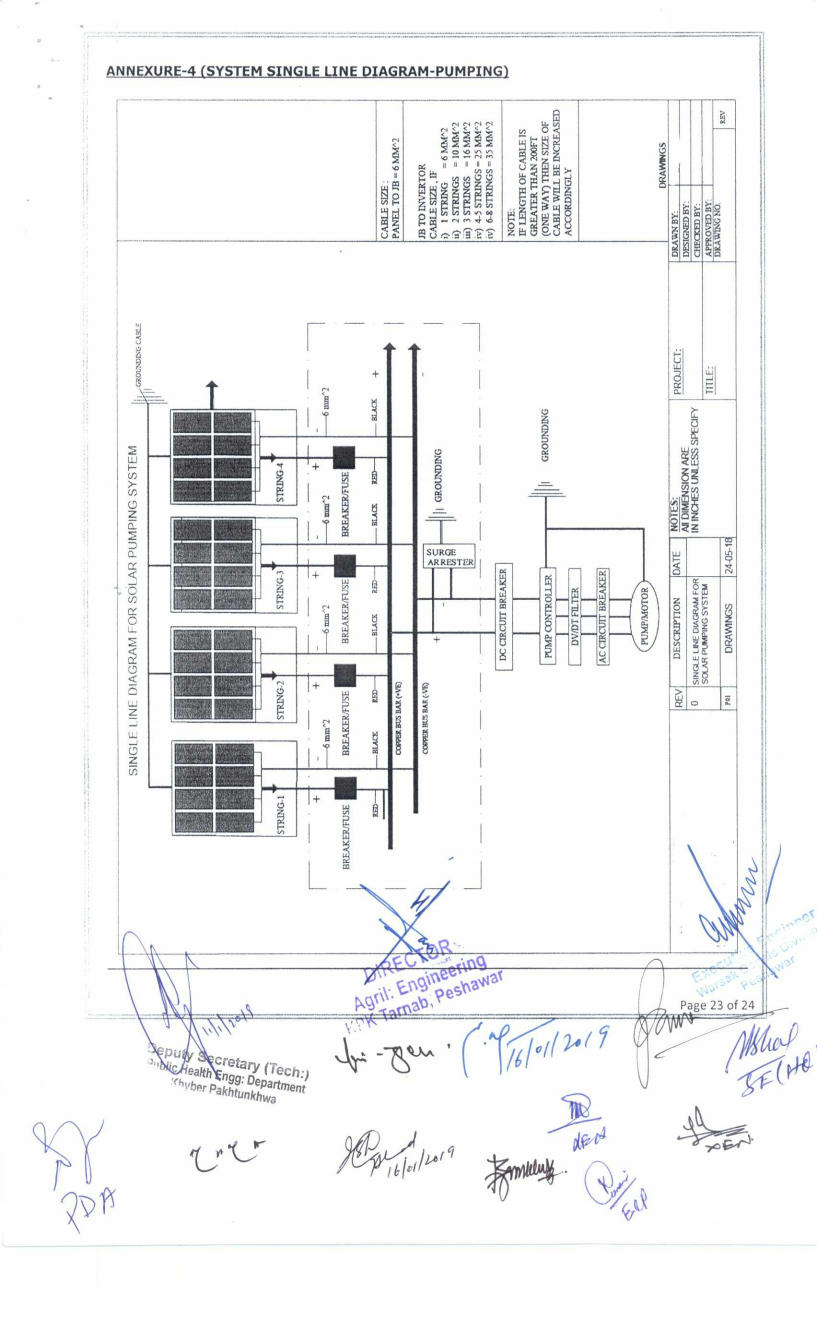 ANNEXURE-4 (SYSTEM SINGLE LINE DIAGRAM-PUMPING)
SINGLE LINE DIAGRAM FOR SOLAR PUMPING SYSTEM
GROUNDING CABLE
STRING-1
STRING-2
STRING-3
STRING-4
+
-
6 mm^2
+
-
6 mm^2
+
-
6 mm^2
+
-
6 mm^2
BREAKER/FUSE
BREAKER/FUSE
BREAKER/FUSE
BREAKER/FUSE
RED
BLACK
RED
BLACK
RED
BLACK
RED
BLACK
+
COPPER BUS BAR (+VE)
-
COPPER BUS BAR (-VE)
GROUNDING
SURGE
ARRESTER
+
-
DC CIRCUIT BREAKER
PUMP CONTROLLER
GROUNDING
DV/DT FILTER
AC CIRCUIT BREAKER
PUMP/MOTOR
CABLE SIZE :
PANEL TO JB = 6 MM^2
JB TO INVERTOR
CABLE SIZE, IF
i) 1 STRING = 6 MM^2
ii) 2 STRINGS = 10 MM^2
iii) 3 STRINGS = 16 MM^2
iv) 4-5 STRINGS = 25 MM^2
iv) 6-8 STRINGS = 35 MM^2
NOTE:
IF LENGTH OF CABLE IS
GREATER THAN 200FT
(ONE WAY) THEN SIZE OF
CABLE WILL BE INCREASED
ACCORDINGLY
DRAWINGS
REV
DESCRIPTION
DATE
0
SINGLE LINE DIAGRAM FOR
SOLAR PUMPING SYSTEM
P01
DRAWINGS
24-05-18
NOTES:
All DIMENSION ARE
IN INCHES UNLESS SPECIFY
PROJECT:
TITLE:
DRAWN BY:
DESIGNED BY:
CHECKED BY:
APPROVED BY:
DRAWING NO.
REV
DIRECTOR
Agril: Engineering
KPK Tarnab, Peshawar
Executive Engineer
Peshawar
Page 23 of 24
11/1/2019
Deputy Secretary (Tech:)
Public Health Engg: Department
Khyber Pakhtunkhwa
16/01/2019
SE (HQ
PDA
16/01/2019
XEN